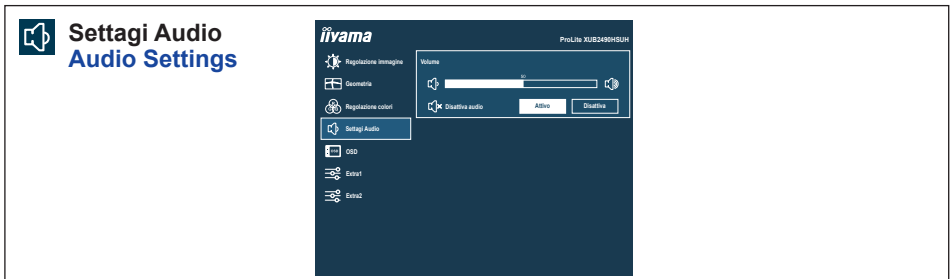 Settagi Audio
Audio Settings
iiyama
ProLite XUB2490HSUH
Regolazione immagine
Volume
50
Geometria
Regolazione colori
Disattiva audio
Attivo
Disattiva
Settagi Audio
OSD
Extra1
Extra2